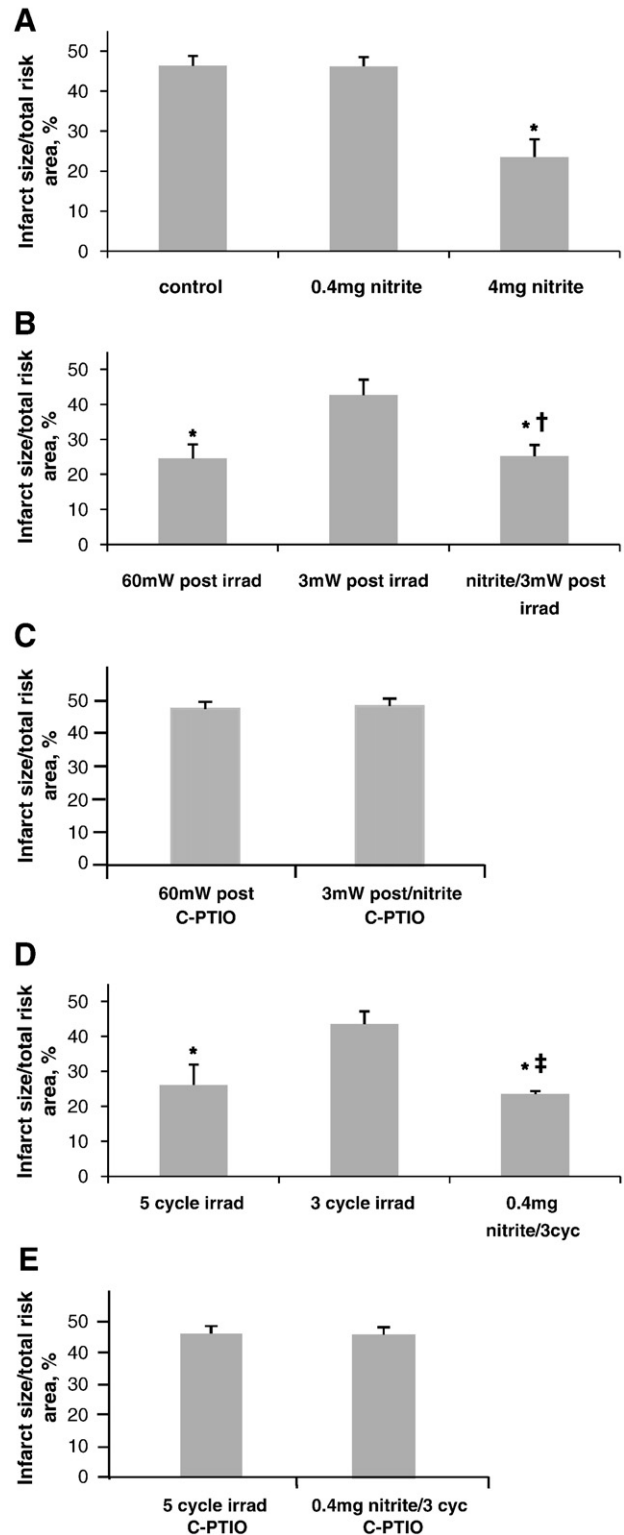 A
Infarct size/total risk
area, %
50
40
30
20
10
0
*
control
0.4mg nitrite
4mg nitrite
B
Infarct size/total risk
area, %
50
40
30
20
10
0
*
* †
60mW post irrad
3mW post irrad
nitrite/3mW post
irrad
C
Infarct size/total risk
area, %
50
40
30
20
10
0
60mW post
C-PTIO
3mW post/nitrite
C-PTIO
D
Infarct size/total risk
area, %
50
40
30
20
10
0
*
* ‡
5 cycle irrad
3 cycle irrad
0.4mg
nitrite/3cyc
E
Infarct size/total risk
area, %
50
40
30
20
10
0
5 cycle irrad
C-PTIO
0.4mg nitrite/3 cyc
C-PTIO